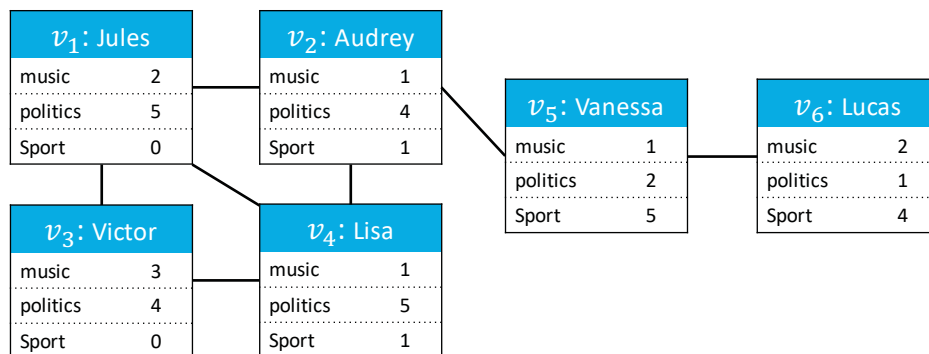 v₁: Jules
music 2
politics 5
Sport 0
v₂: Audrey
music 1
politics 4
Sport 1
v₃: Victor
music 3
politics 4
Sport 0
v₄: Lisa
music 1
politics 5
Sport 1
v₅: Vanessa
music 1
politics 2
Sport 5
v₆: Lucas
music 2
politics 1
Sport 4